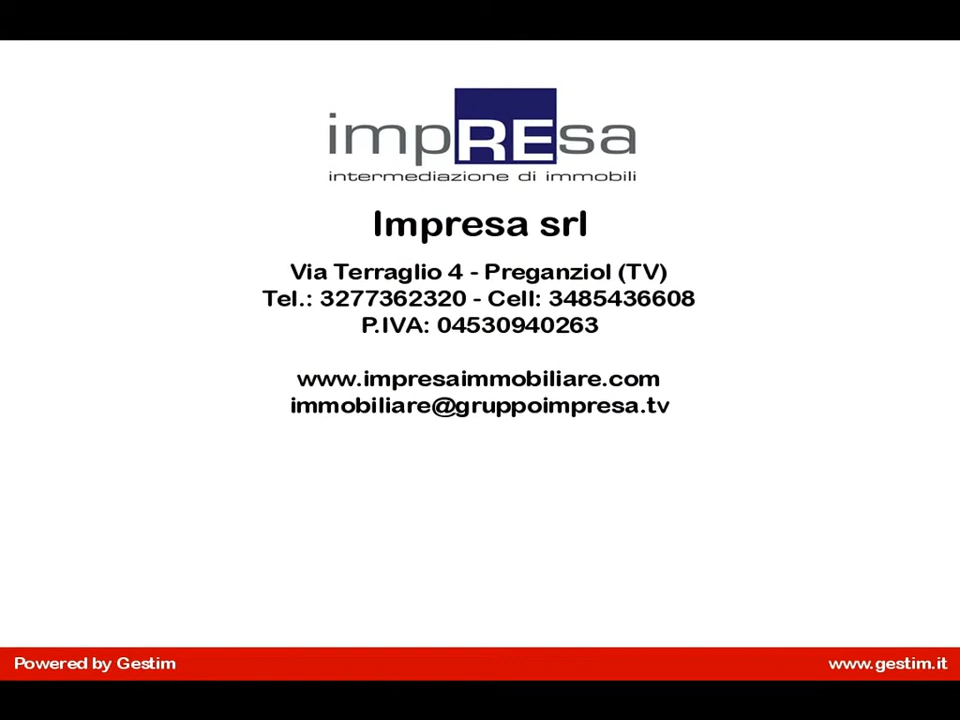 impREsa
intermediazione di immobili
Impresa srl
Via Terraglio 4 - Preganziol (TV)
Tel.: 3277362320 - Cell: 3485436608
P.IVA: 04530940263
www.impresaimmobiliare.com
immobiliare@gruppoimpresa.tv
Powered by Gestim
www.gestim.it